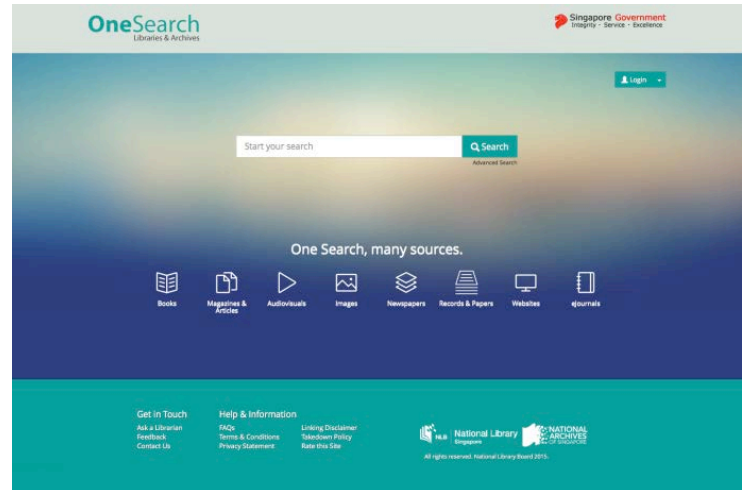 OneSearch
Libraries & Archives
Singapore Government
Integrity · Service · Excellence
Login
Start your search
Search
Advanced Search
One Search, many sources.
Books
Magazines &
Articles
Audiovisuals
Images
Newspapers
Records & Papers
Websites
ejournals
Get in Touch
Ask a Librarian
Feedback
Contact Us
Help & Information
FAQs
Terms & Conditions
Privacy Statement
Linking Disclaimer
Takedown Policy
Rate this Site
NLB National Library
Singapore
NATIONAL
ARCHIVES
OF SINGAPORE
All rights reserved. National Library Board 2015.